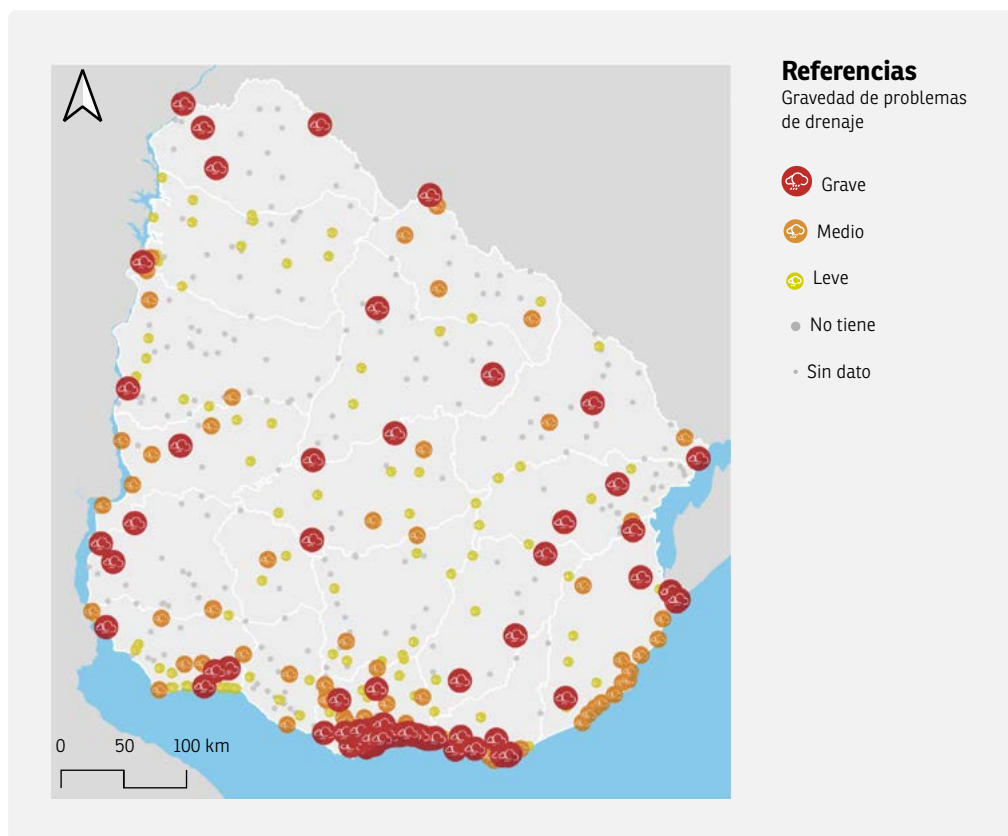 Referencias
Gravedad de problemas
de drenaje
Grave
Medio
Leve
No tiene
Sin dato
0 50 100 km